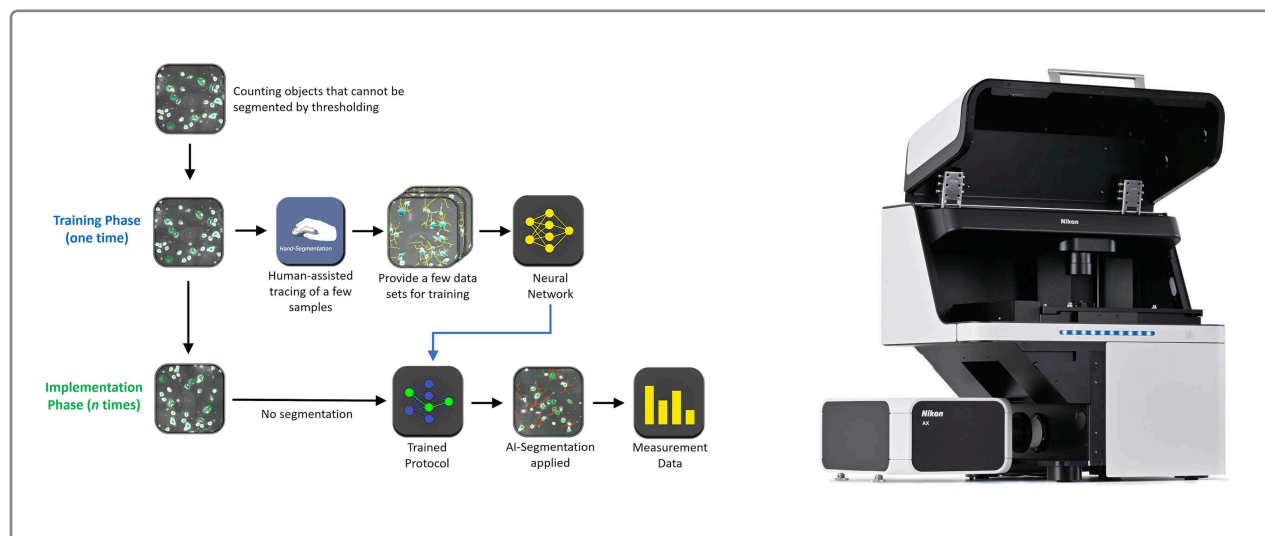 Counting objects that cannot be
segmented by thresholding
Training Phase
(one time)
Hand-Segmentation
Human-assisted
tracing of a few
samples
Provide a few data
sets for training
Neural
Network
Implementation
Phase (n times)
No segmentation
Trained
Protocol
AI-Segmentation
applied
Measurement
Data
Nikon
Nikon
AX